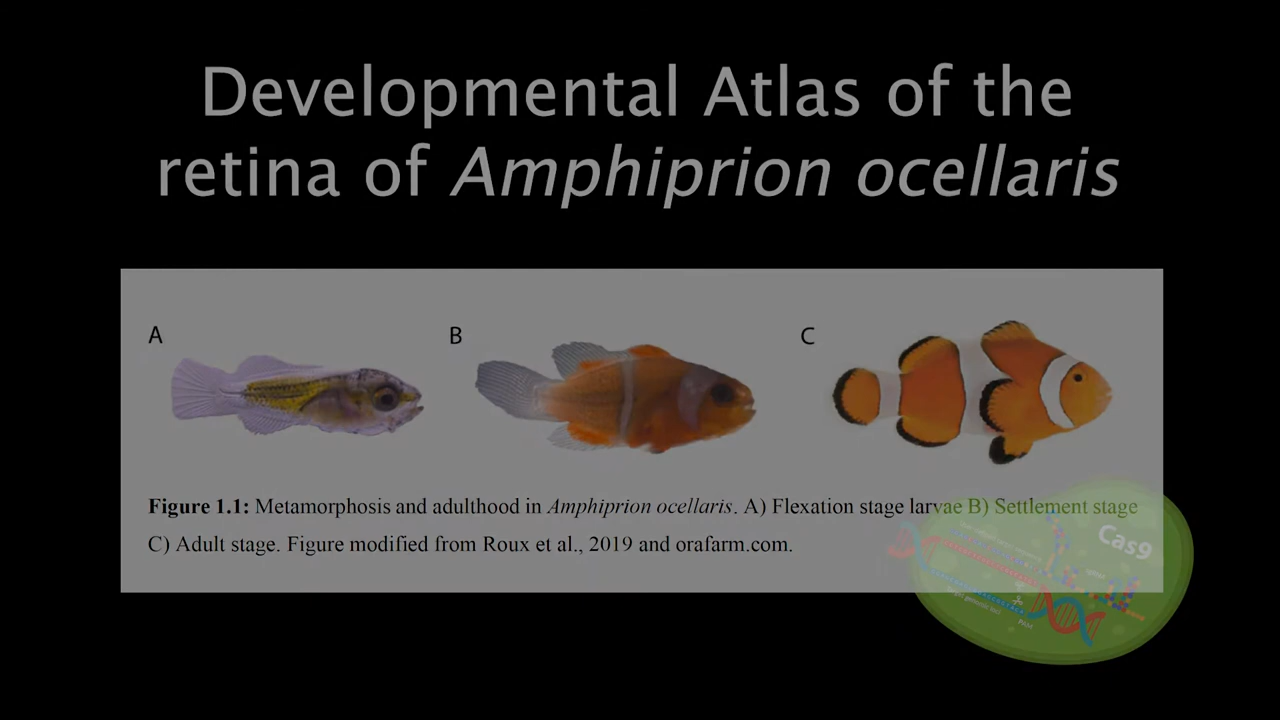 Developmental Atlas of the
retina of Amphiprion ocellaris
A
B
C
Figure 1.1: Metamorphosis and adulthood in Amphiprion ocellaris. A) Flexation stage larvae B) Settlement stage
C) Adult stage. Figure modified from Roux et al., 2019 and orafarm.com.
Cas9